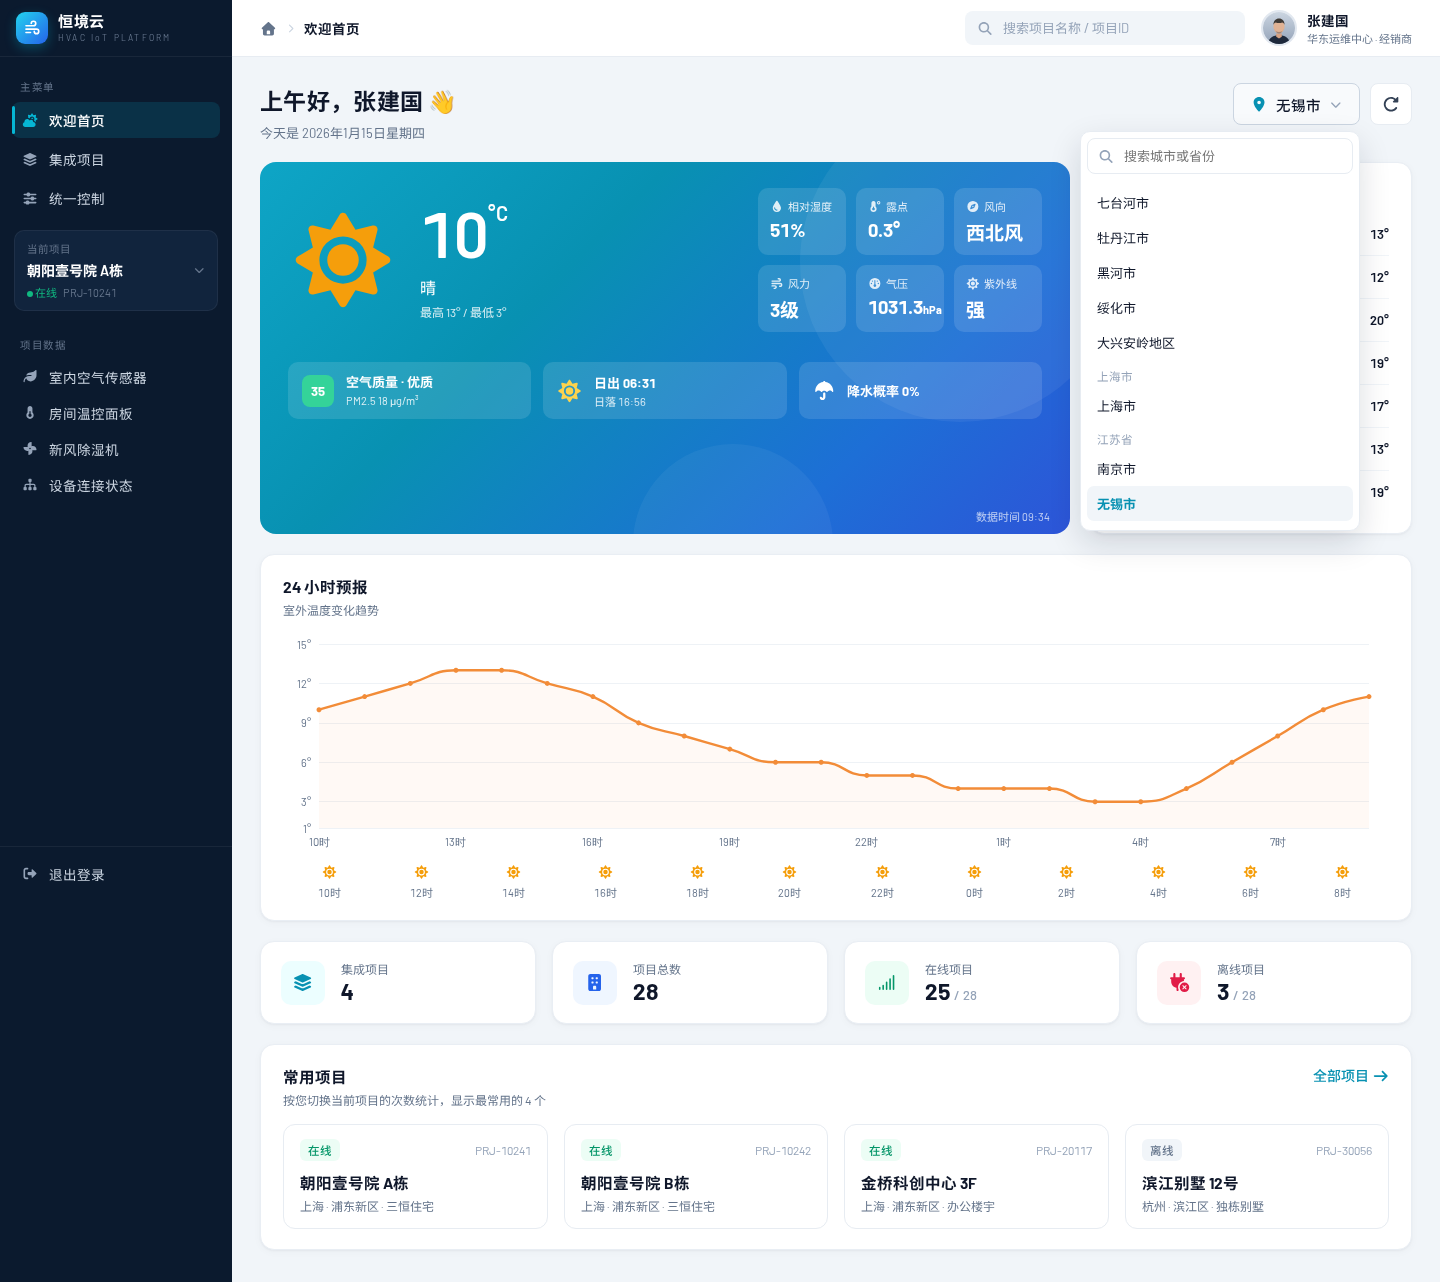 恒境云
HVAC IoT PLATFORM
主菜单
欢迎首页
集成项目
统一控制
当前项目
朝阳壹号院 A栋
在线 PRJ-10241
项目数据
室内空气传感器
房间温控面板
新风除湿机
设备连接状态
退出登录
欢迎首页
搜索项目名称 / 项目ID
张建国
华东运维中心 · 经销商
上午好，张建国 👋
今天是 2026年1月15日星期四
无锡市
搜索城市或省份
七台河市
牡丹江市
黑河市
绥化市
大兴安岭地区
上海市
上海市
江苏省
南京市
无锡市
13°
12°
20°
19°
17°
13°
19°
10°C
晴
最高 13° / 最低 3°
相对湿度
51%
露点
0.3°
风向
西北风
风力
3级
气压
1031.3hPa
紫外线
强
35
空气质量 · 优质
PM2.5 18 μg/m³
日出 06:31
日落 16:56
降水概率 0%
数据时间 09:34
24 小时预报
室外温度变化趋势
15°
12°
9°
6°
3°
1°
10时 13时 16时 19时 22时 1时 4时 7时
10时 12时 14时 16时 18时 20时 22时 0时 2时 4时 6时 8时
集成项目
4
项目总数
28
在线项目
25 / 28
离线项目
3 / 28
常用项目
全部项目
按您切换当前项目的次数统计，显示最常用的 4 个
在线 PRJ-10241
朝阳壹号院 A栋
上海 · 浦东新区 · 三恒住宅
在线 PRJ-10242
朝阳壹号院 B栋
上海 · 浦东新区 · 三恒住宅
在线 PRJ-20117
金桥科创中心 3F
上海 · 浦东新区 · 办公楼宇
离线 PRJ-30056
滨江别墅 12号
杭州 · 滨江区 · 独栋别墅